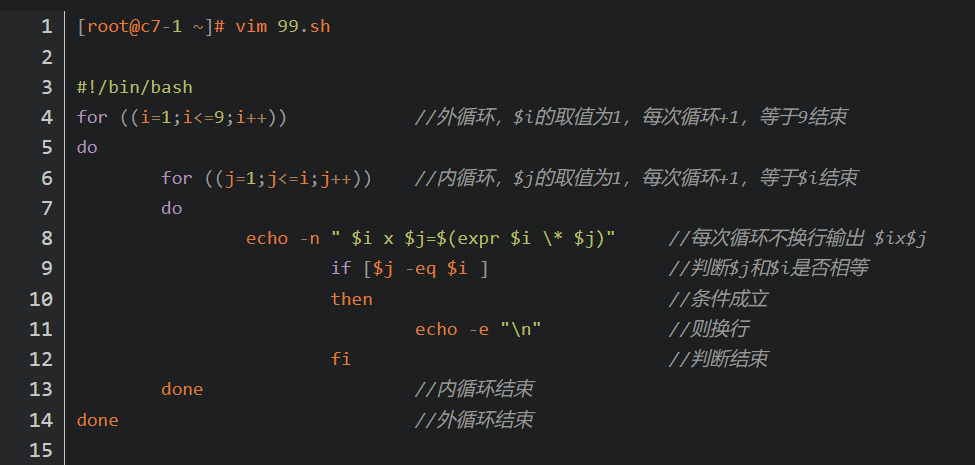 1 [root@c7-1 ~]# vim 99.sh
2
3 #!/bin/bash
4 for ((i=1;i<=9;i++)) //外循环，$i的取值为1，每次循环+1，等于9结束
5 do
6 for ((j=1;j<=i;j++)) //内循环，$j的取值为1，每次循环+1，等于$i结束
7 do
8 echo -n " $i x $j=$(expr $i \* $j)" //每次循环不换行输出 $ix$j
9 if [$j -eq $i ] //判断$j和$i是否相等
10 then //条件成立
11 echo -e "\n" //则换行
12 fi //判断结束
13 done //内循环结束
14 done //外循环结束
15